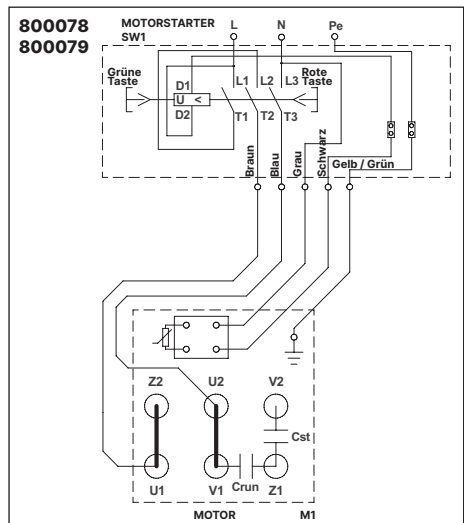 800078
800079
MOTORSTARTER
SW1
L
N
Pe
Grüne
Taste
D1
U <
D2
L1
L2
L3
Rote
Taste
T1
T2
T3
Braun
Blau
Grau
Schwarz
Gelb / Grün
Z2
U2
V2
Cst
Crun
U1
V1
Z1
MOTOR
M1